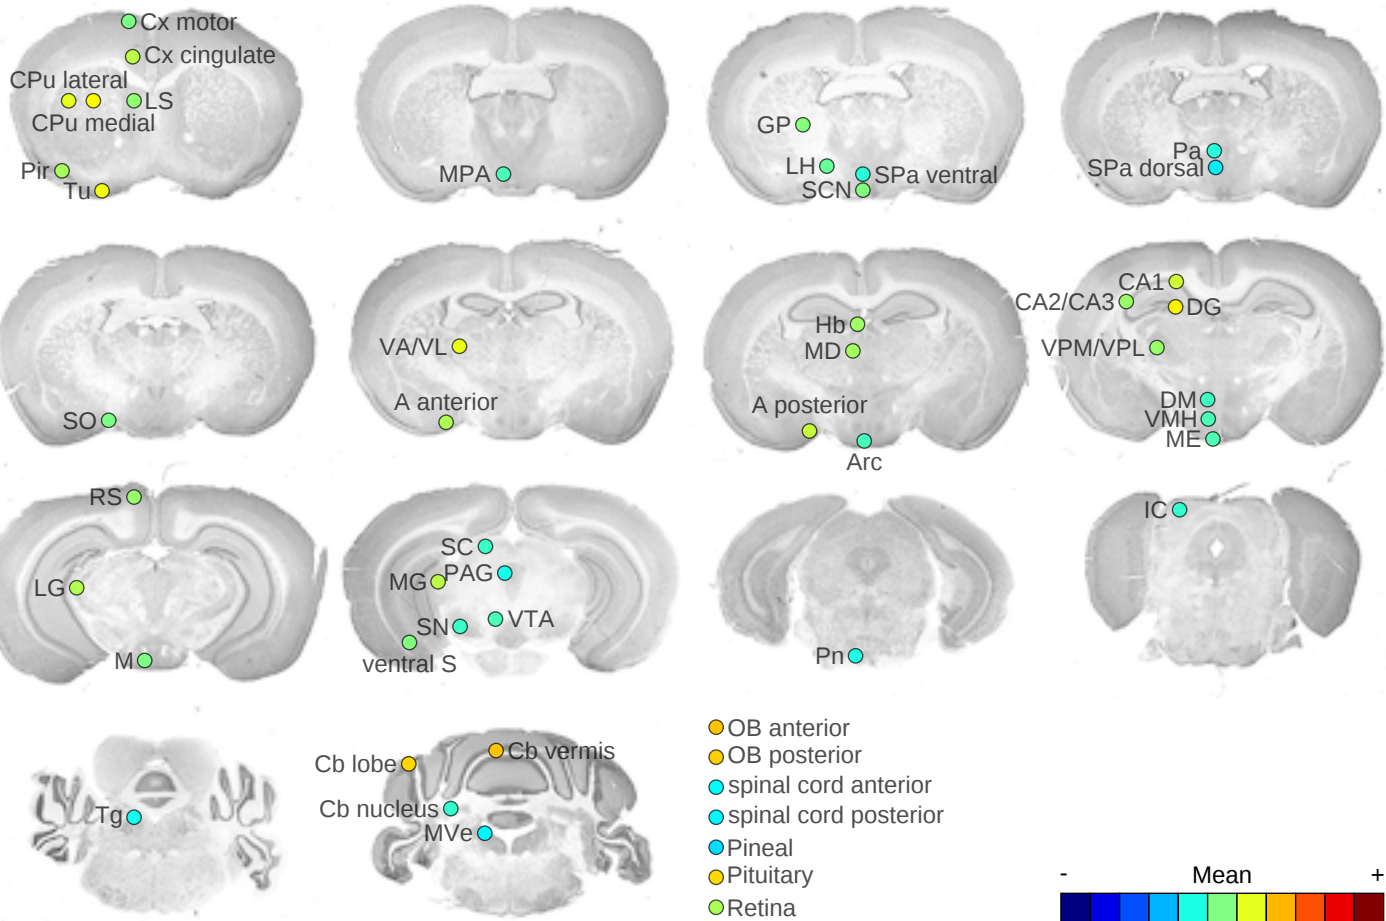 Cx motor
Cx cingulate
CPu lateral
LS
CPu medial
Pir
Tu
MPA
GP
LH
SPa ventral
SCN
Pa
SPa dorsal
SO
VA/VL
A anterior
Hb
MD
A posterior
Arc
CA1
CA2/CA3
DG
VPM/VPL
DM
VMH
ME
RS
LG
M
SC
MG
PAG
SN
VTA
ventral S
Pn
IC
Tg
Cb lobe
Cb vermis
Cb nucleus
MVe
OB anterior
OB posterior
spinal cord anterior
spinal cord posterior
Pineal
Pituitary
Retina
- Mean +